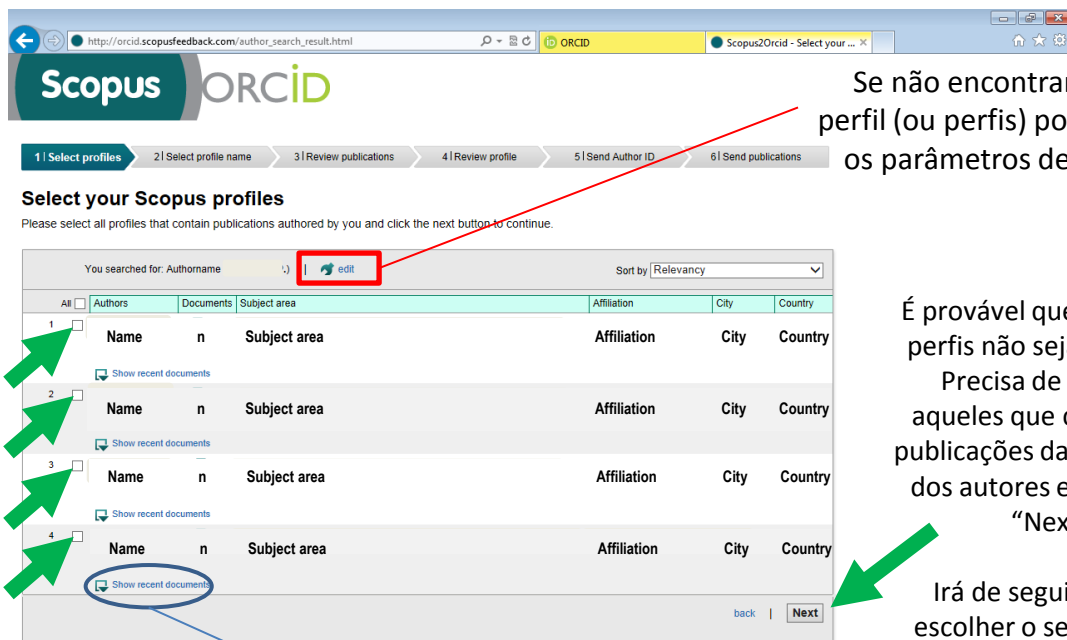 http://orcid.scopusfeedback.com/author_search_result.html
ORCID
Scopus2Orcid - Select your ...
Scopus ORCID
Se não encontrar
perfil (ou perfis) po
os parâmetros de
1 | Select profiles 2 | Select profile name 3 | Review publications 4 | Review profile 5 | Send Author ID 6 | Send publications
Select your Scopus profiles
Please select all profiles that contain publications authored by you and click the next button to continue.
You searched for: Authorname .) | edit Sort by Relevancy
All Authors Documents Subject area Affiliation City Country
1 Name n Subject area Affiliation City Country
Show recent documents
2 Name n Subject area Affiliation City Country
Show recent documents
3 Name n Subject area Affiliation City Country
Show recent documents
4 Name n Subject area Affiliation City Country
Show recent documents
back | Next
É provável que
perfis não sej
Precisa de
aqueles que
publicações da
dos autores e
“Nex
Irá de segui
escolher o se